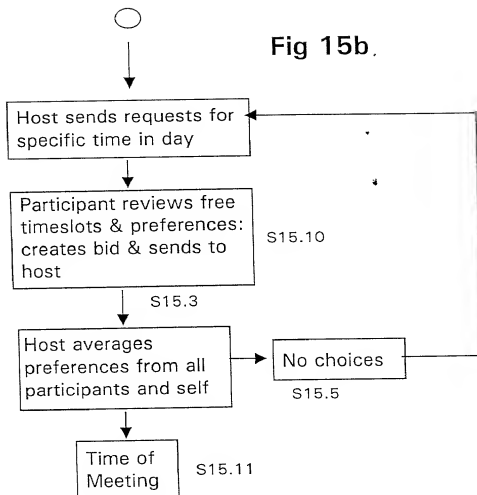 Fig 15b.
Host sends requests for
specific time in day
Participant reviews free
timeslots & preferences:
creates bid & sends to
host
S15.10
S15.3
Host averages
preferences from all
participants and self
No choices
S15.5
Time of
Meeting
S15.11